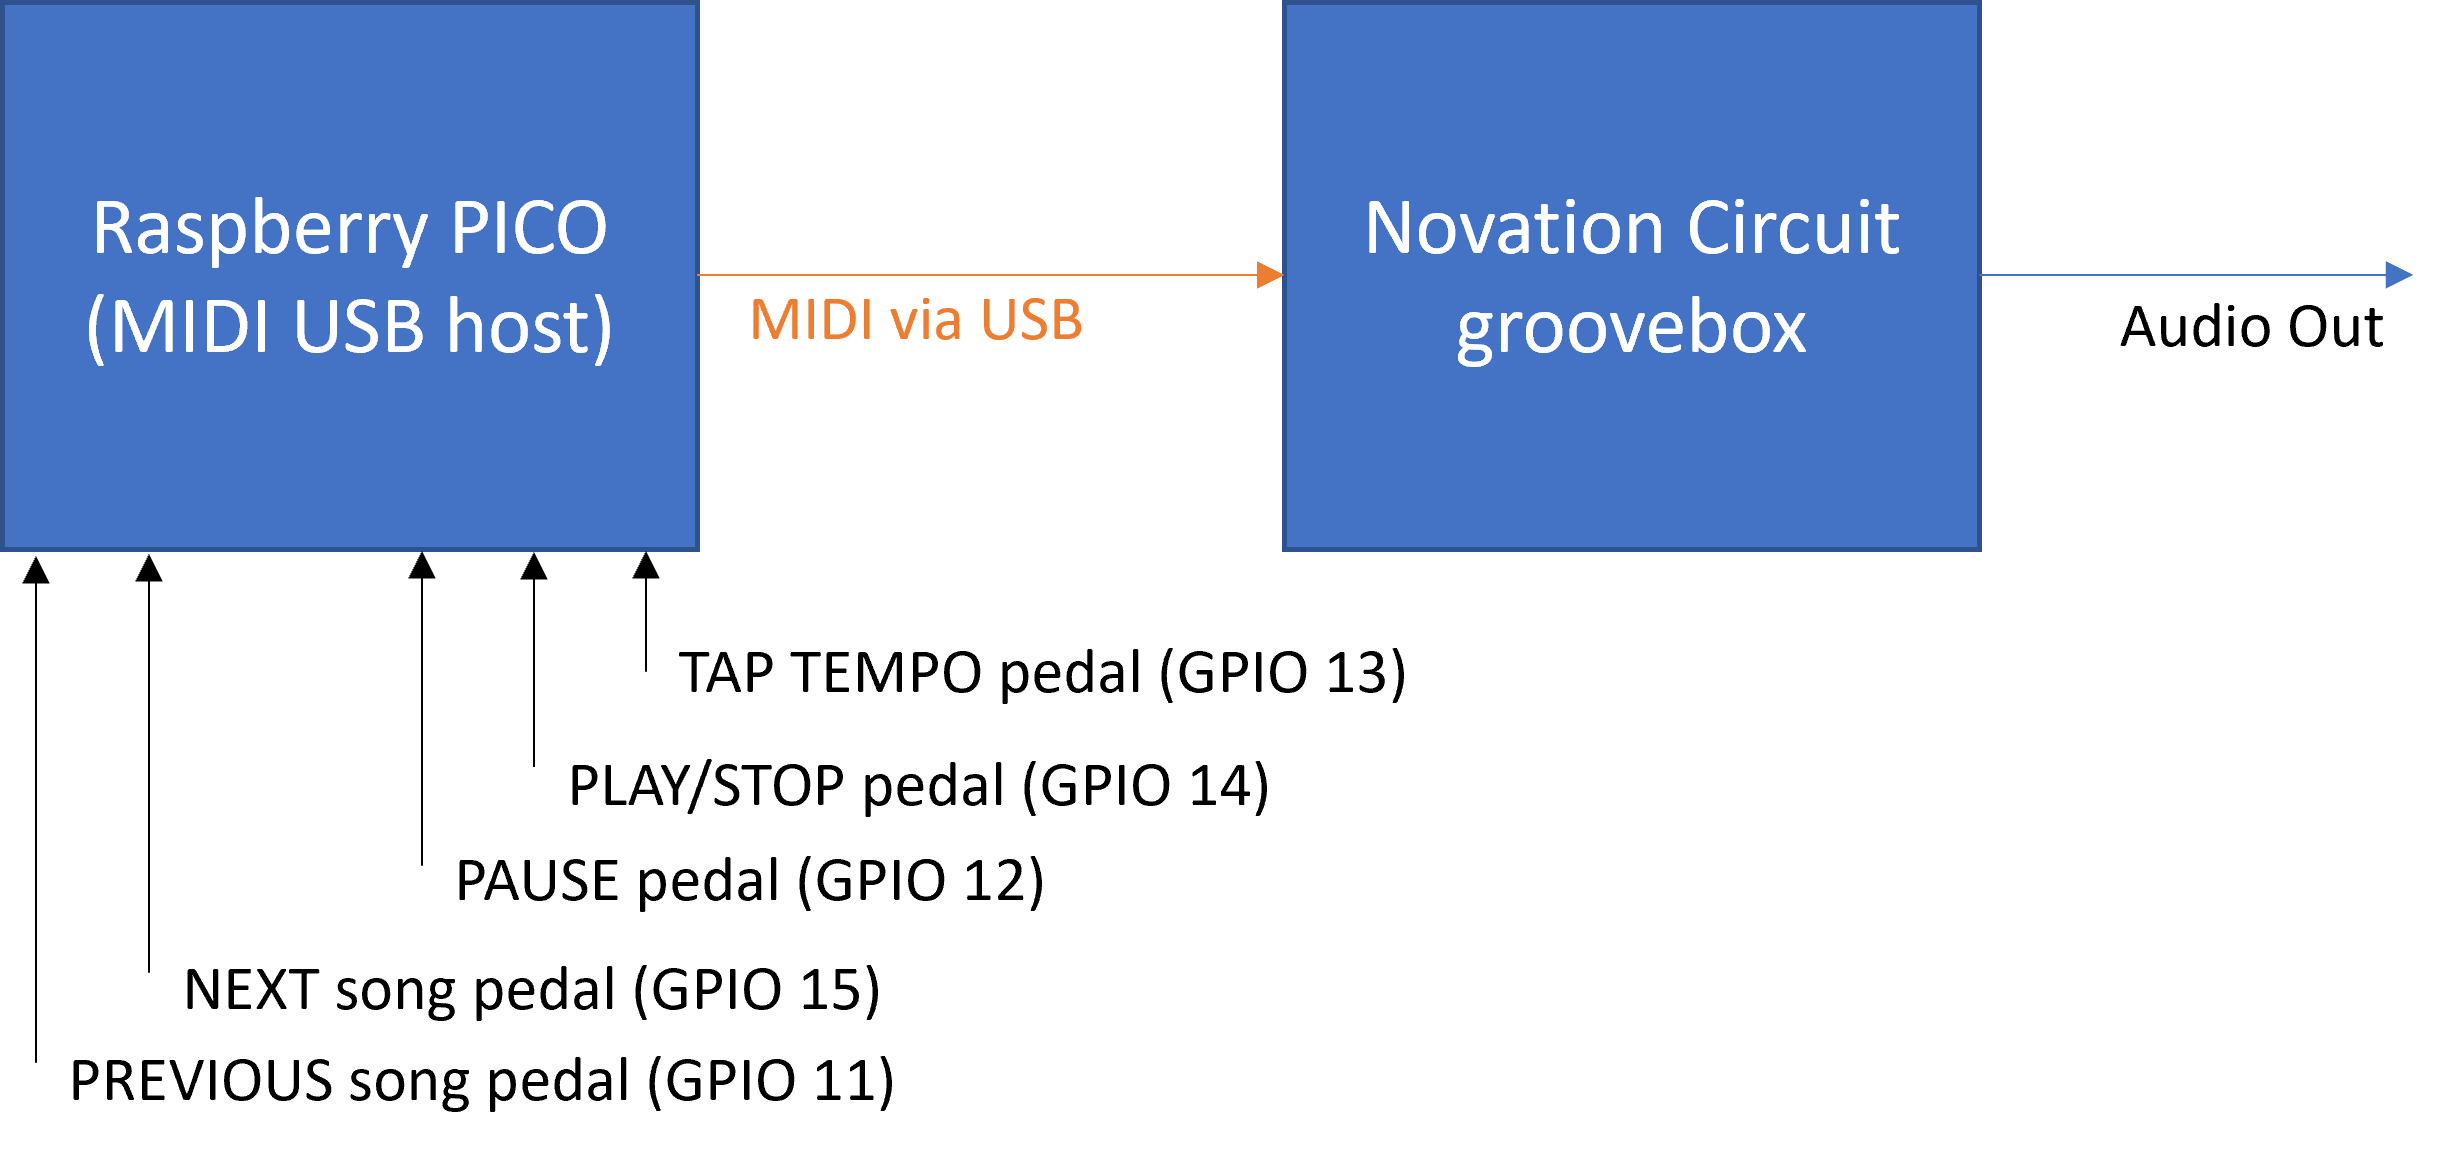 Raspberry PICO
(MIDI USB host)
MIDI via USB
Novation Circuit
groovebox
Audio Out
TAP TEMPO pedal (GPIO 13)
PLAY/STOP pedal (GPIO 14)
PAUSE pedal (GPIO 12)
NEXT song pedal (GPIO 15)
PREVIOUS song pedal (GPIO 11)